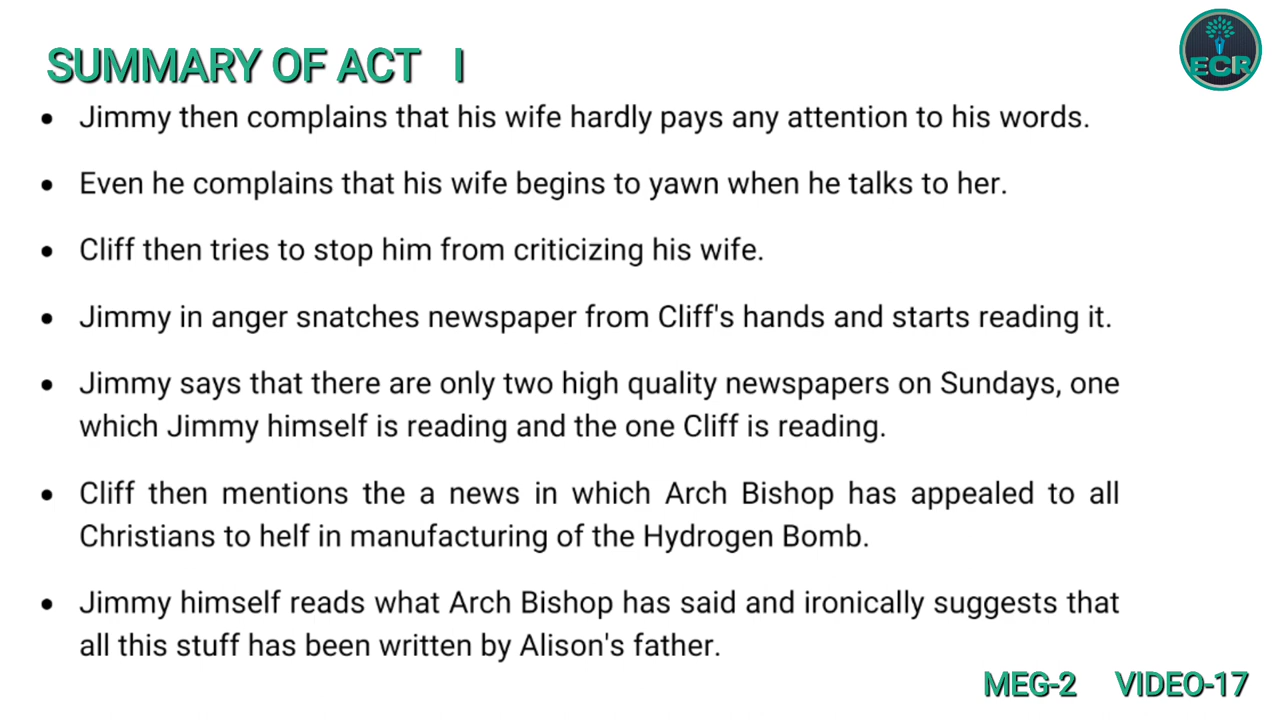 SUMMARY OF ACT I
ECR
• Jimmy then complains that his wife hardly pays any attention to his words.
• Even he complains that his wife begins to yawn when he talks to her.
• Cliff then tries to stop him from criticizing his wife.
• Jimmy in anger snatches newspaper from Cliff's hands and starts reading it.
• Jimmy says that there are only two high quality newspapers on Sundays, one
which Jimmy himself is reading and the one Cliff is reading.
• Cliff then mentions the a news in which Arch Bishop has appealed to all
Christians to helf in manufacturing of the Hydrogen Bomb.
• Jimmy himself reads what Arch Bishop has said and ironically suggests that
all this stuff has been written by Alison's father.
MEG-2 VIDEO-17